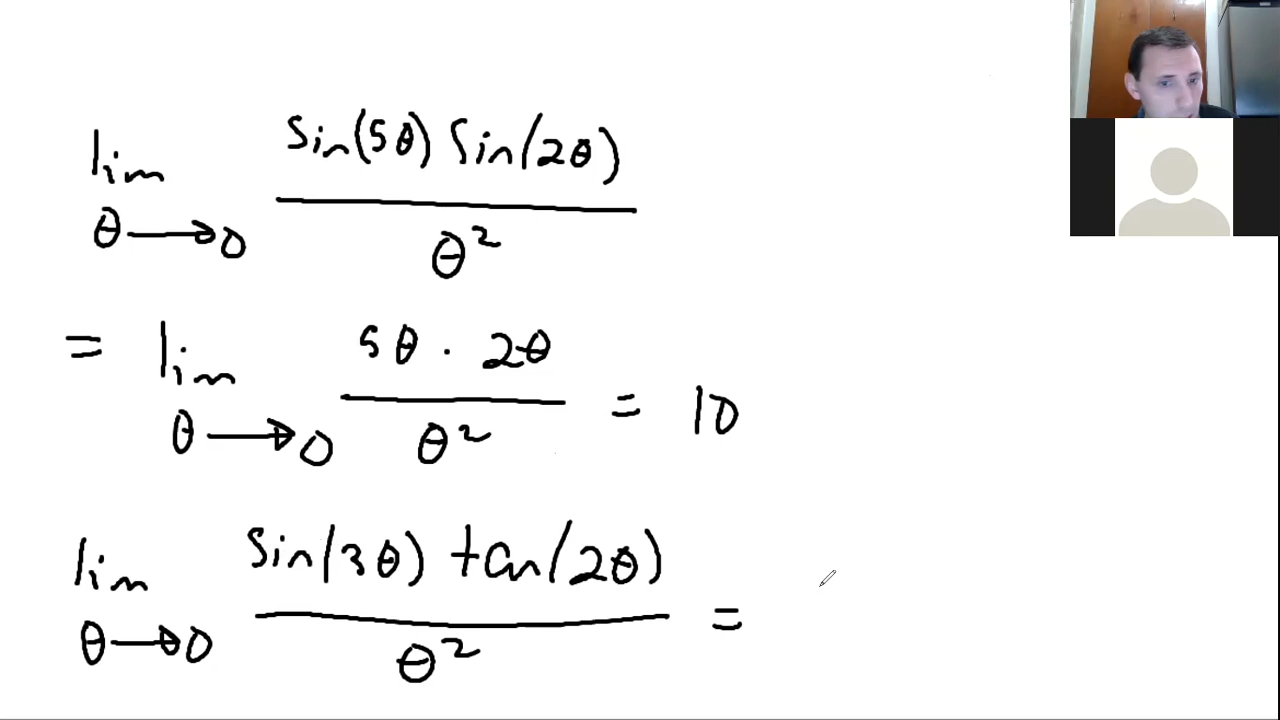 lim θ→0 sin(5θ) sin(2θ) / θ²
= lim θ→0 5θ · 2θ / θ² = 10
lim θ→0 sin(3θ) tan(2θ) / θ² =